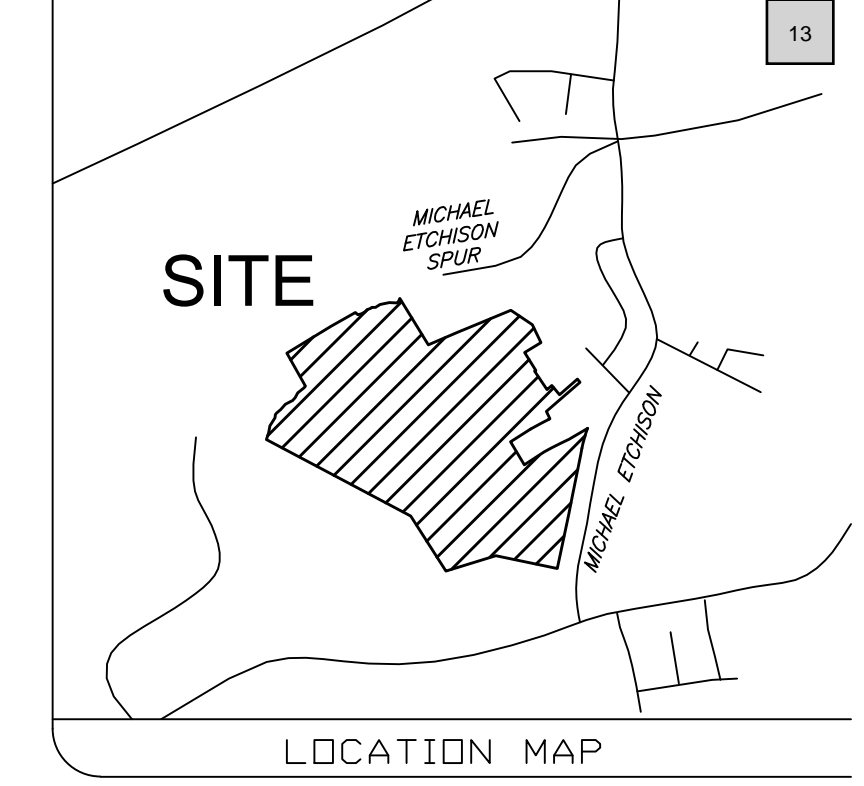 13
MICHAEL
ETCHISON
SPUR
SITE
MICHAEL ETCHISON
LOCATION MAP